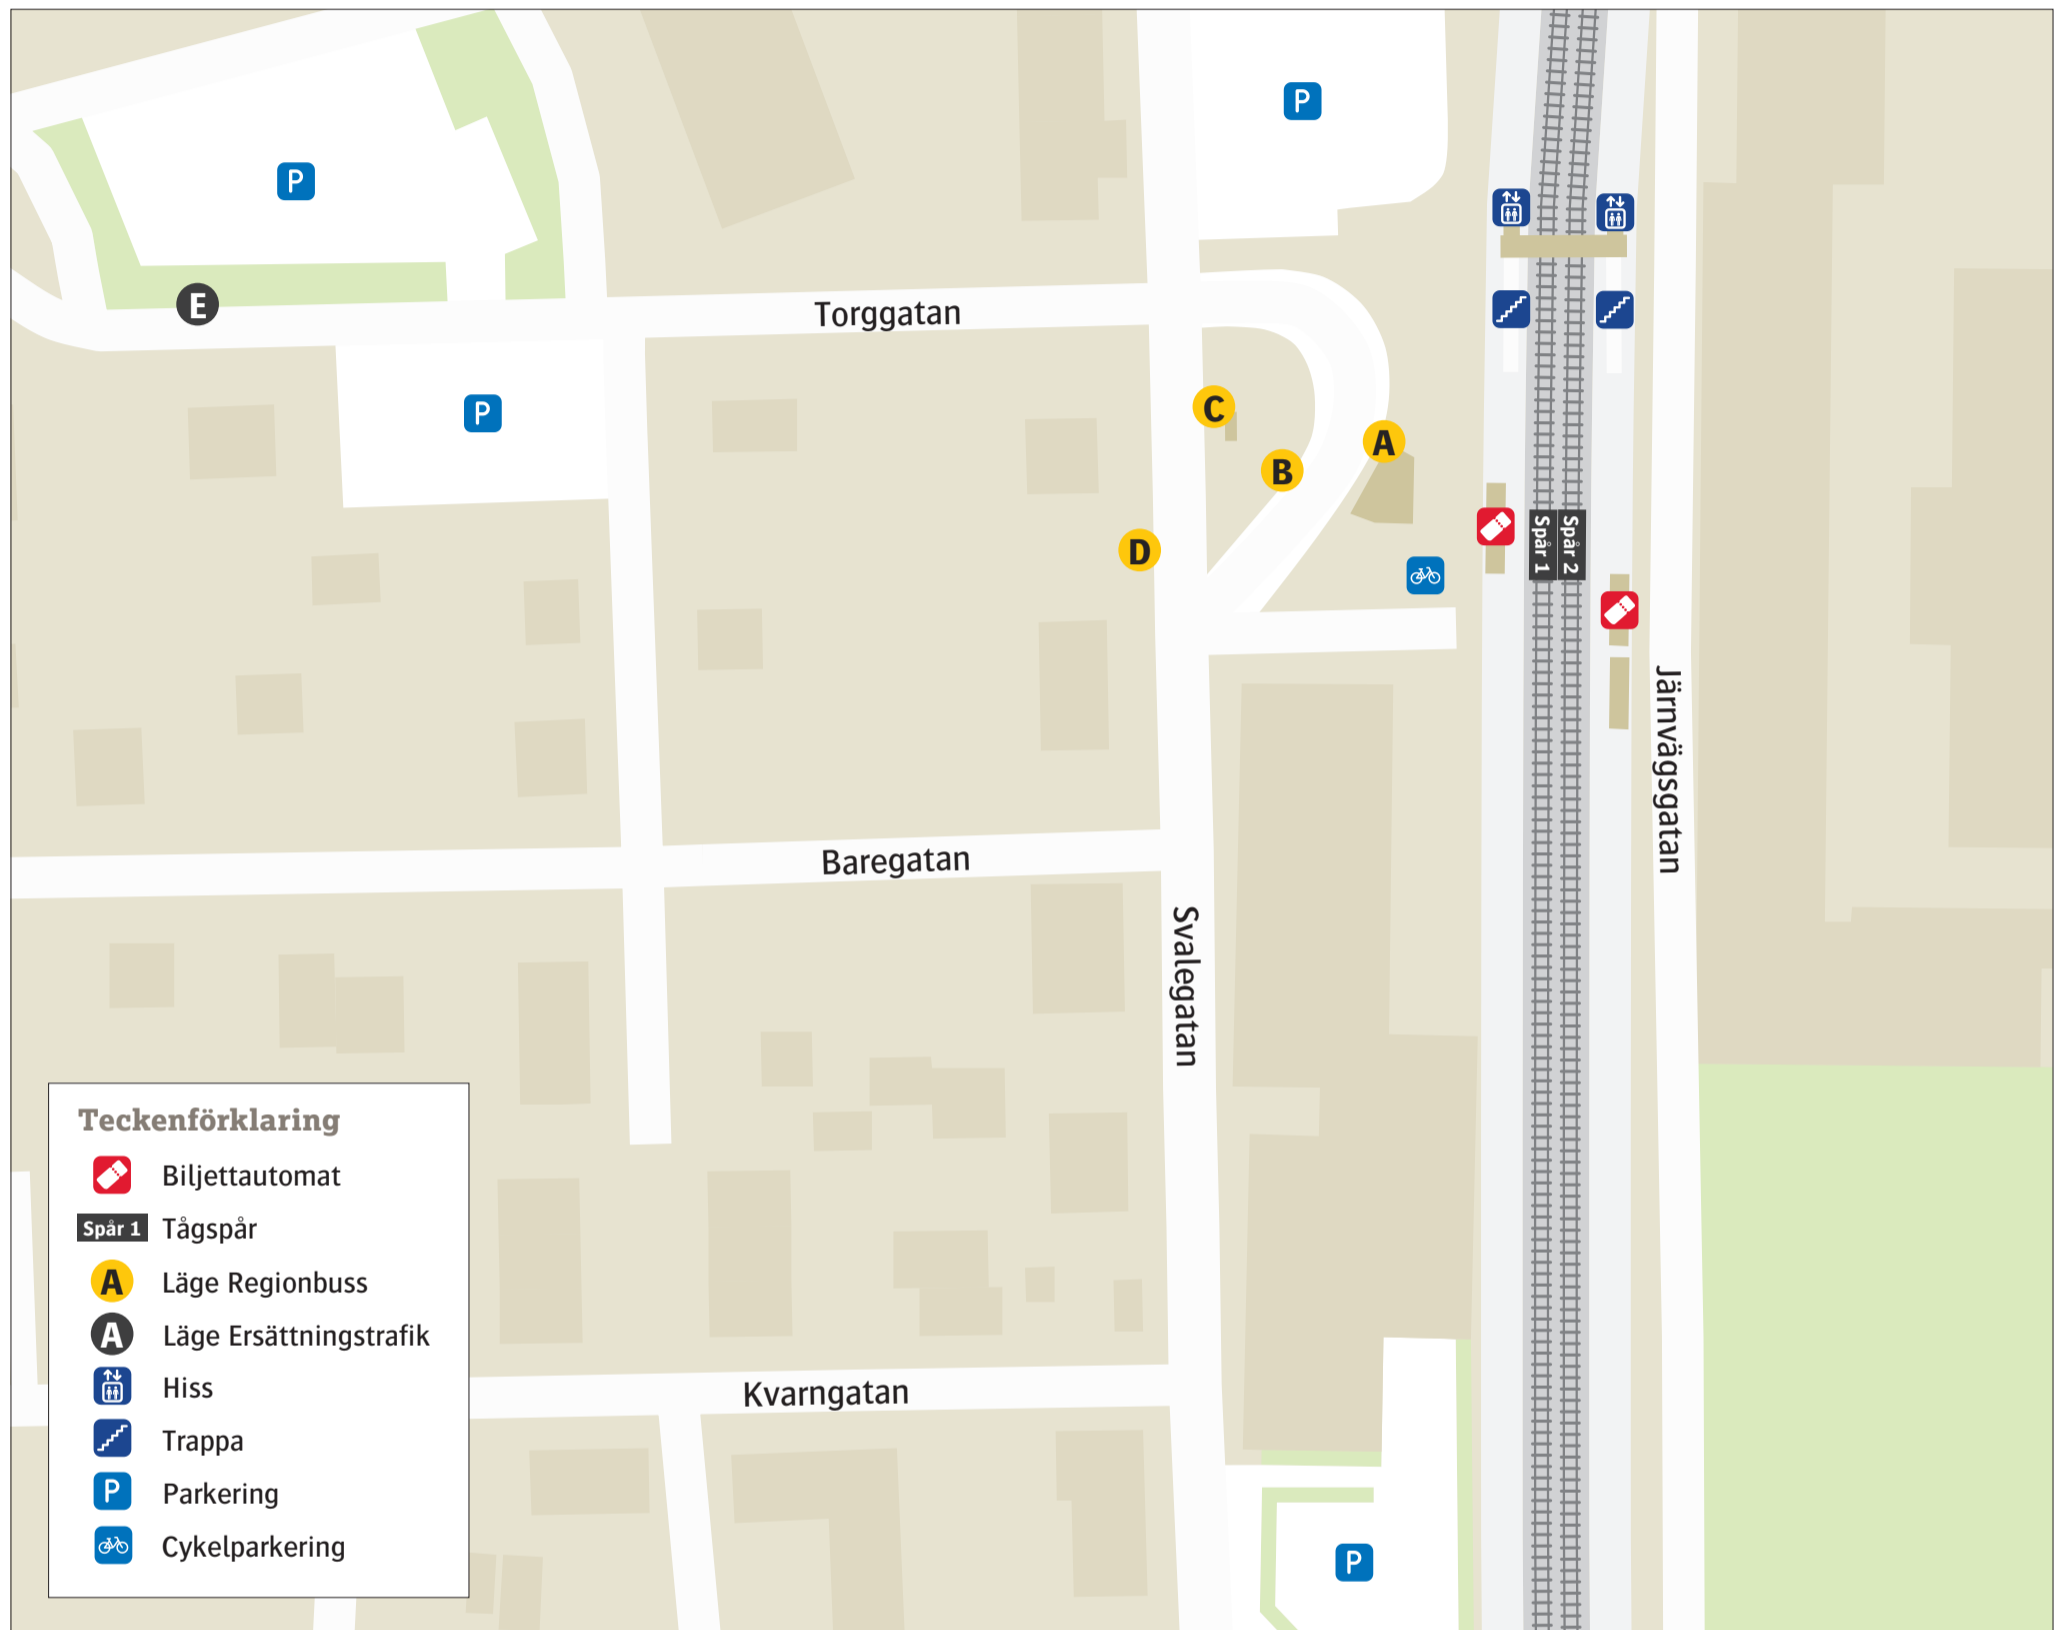 P
P
E
Torggatan
P
C
A
B
D
Spår 1
Spår 2
Järnvägsgatan
Baregatan
Svalegatan
Teckenförklaring
Biljettautomat
Spår 1 Tågspår
A Läge Regionbuss
A Läge Ersättningstrafik
Hiss
Trappa
P Parkering
Cykelparkering
Kvarngatan
P